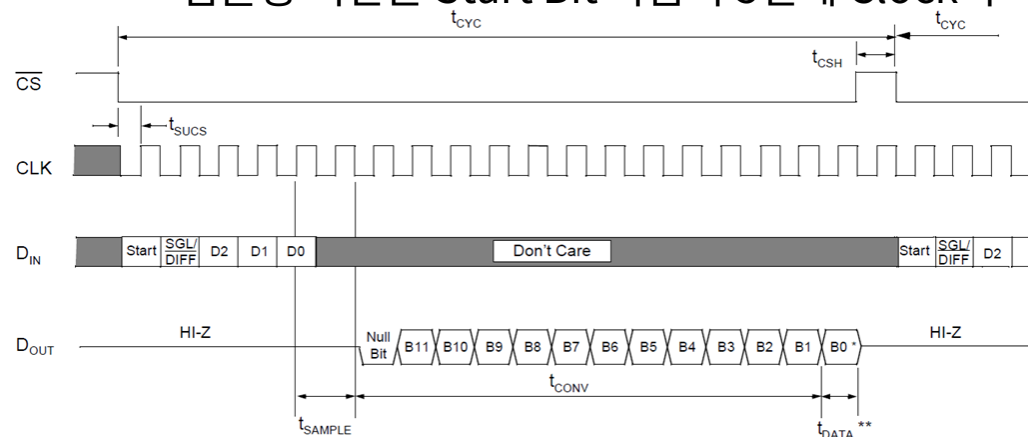 Start Bit
Clock
tCYC
tCYC
tCSH
CS
tSUCS
CLK
DIN
Start SGL/DIFF D2 D1 D0 Don't Care Start SGL/DIFF D2
DOUT
HI-Z Null Bit B11 B10 B9 B8 B7 B6 B5 B4 B3 B2 B1 B0 * HI-Z
tCONV
tSAMPLE
tDATA **